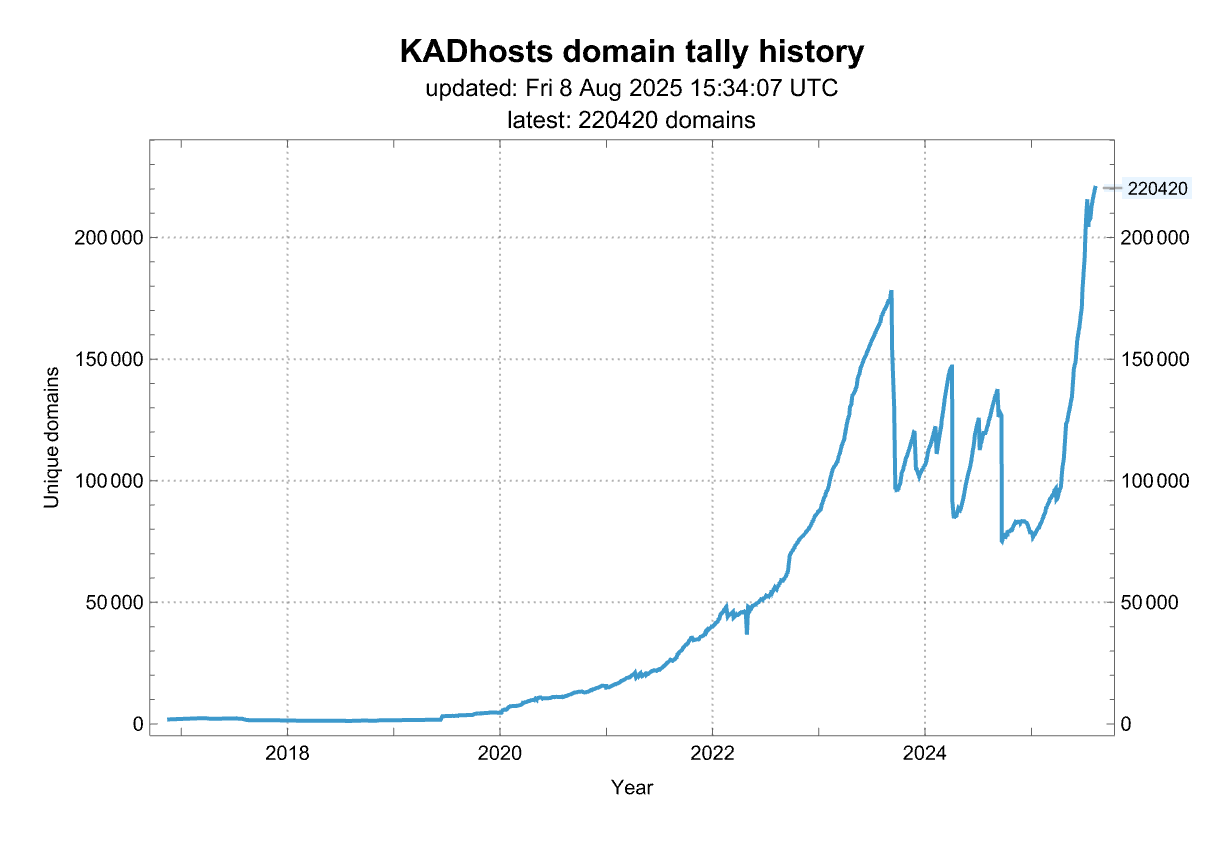 KADhosts domain tally history
updated: Fri 8 Aug 2025 15:34:07 UTC
latest: 220420 domains
220420
200 000 200 000
150 000 150 000
Unique domains
100 000 100 000
50 000 50 000
0 0
2018 2020 2022 2024
Year